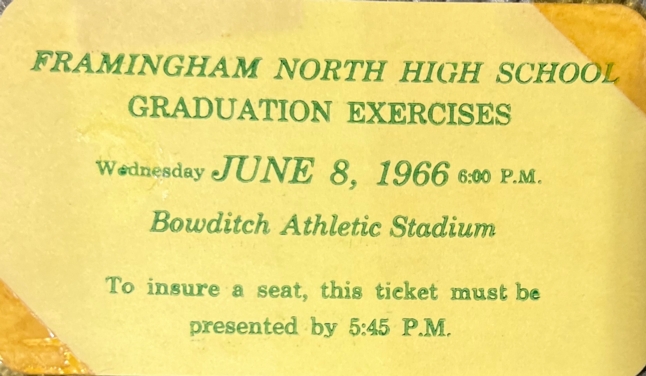 FRAMINGHAM NORTH HIGH SCHOOL
GRADUATION EXERCISES
Wednesday JUNE 8, 1966 6:00 P.M.
Bowditch Athletic Stadium
To insure a seat, this ticket must be
presented by 5:45 P.M.